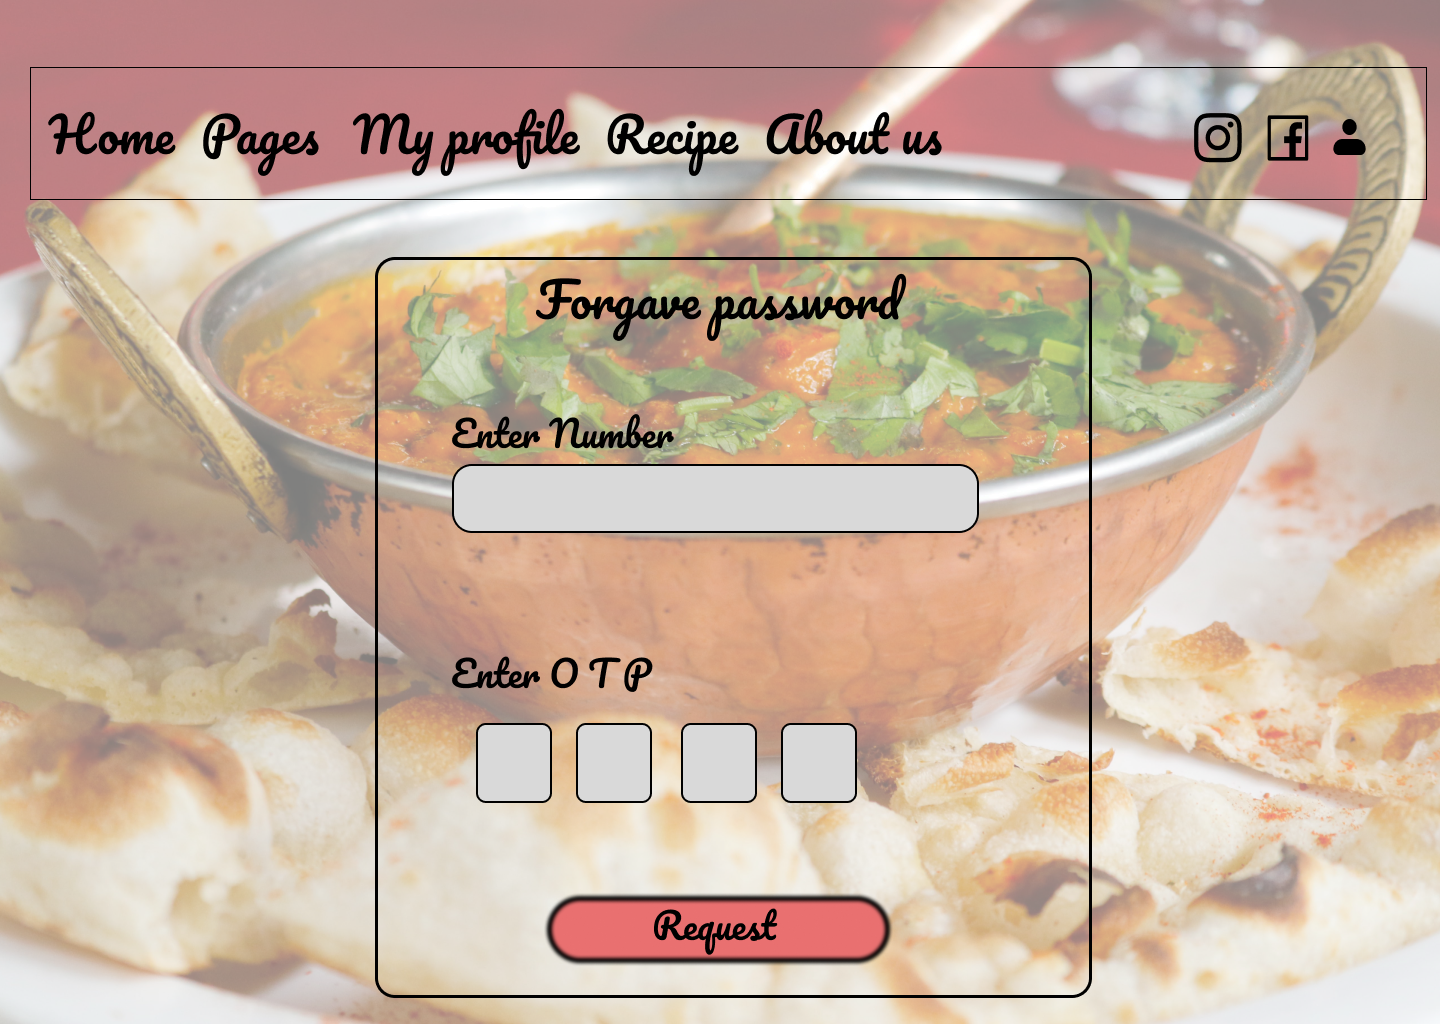 Home Pages My profile Recipe About us
Forgave password
Enter Number
Enter O T P
Request